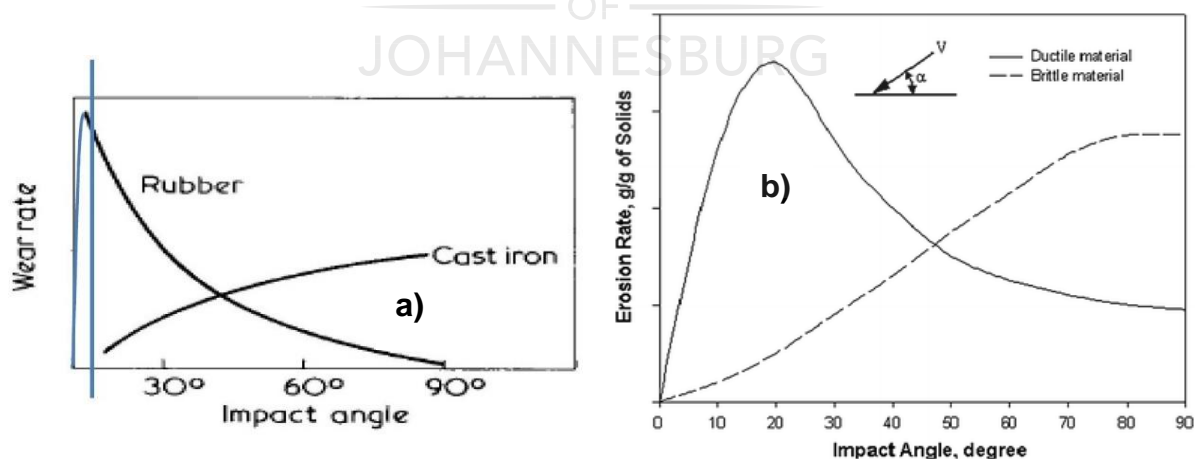 OF
JOHANNESBURG
Wear rate
Rubber
Cast iron
a)
30° 60° 90°
Impact angle
Erosion Rate, g/g of Solids
V
α
Ductile material
Brittle material
b)
0 10 20 30 40 50 60 70 80 90
Impact Angle, degree